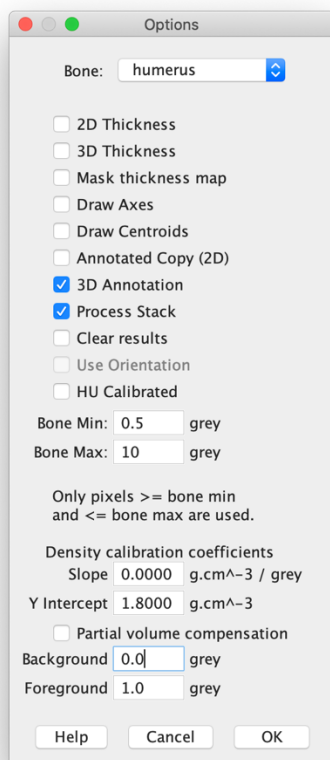 Options
Bone: humerus
2D Thickness
3D Thickness
Mask thickness map
Draw Axes
Draw Centroids
Annotated Copy (2D)
3D Annotation
Process Stack
Clear results
Use Orientation
HU Calibrated
Bone Min: 0.5 grey
Bone Max: 10 grey
Only pixels >= bone min
and <= bone max are used.
Density calibration coefficients
Slope 0.0000 g.cm^-3 / grey
Y Intercept 1.8000 g.cm^-3
Partial volume compensation
Background 0.0 grey
Foreground 1.0 grey
Help Cancel OK